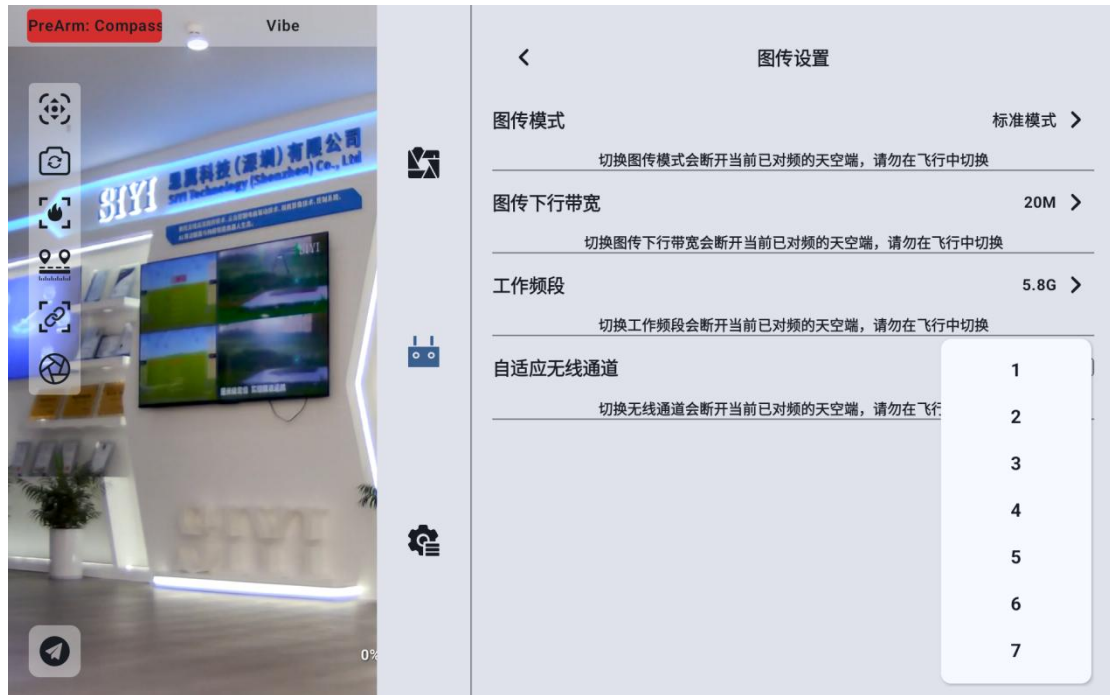 PreArm: Compass
Vibe
SIYI
思翼科技(深圳)有限公司
SIYI Technology (Shenzhen) Co., Ltd
SIYI
SIYI
0%
图传设置
图传模式
标准模式
切换图传模式会断开当前已对频的天空端,请勿在飞行中切换
图传下行带宽
20M
切换图传下行带宽会断开当前已对频的天空端,请勿在飞行中切换
工作频段
5.8G
切换工作频段会断开当前已对频的天空端,请勿在飞行中切换
自适应无线通道
切换无线通道会断开当前已对频的天空端,请勿在飞行
1
2
3
4
5
6
7